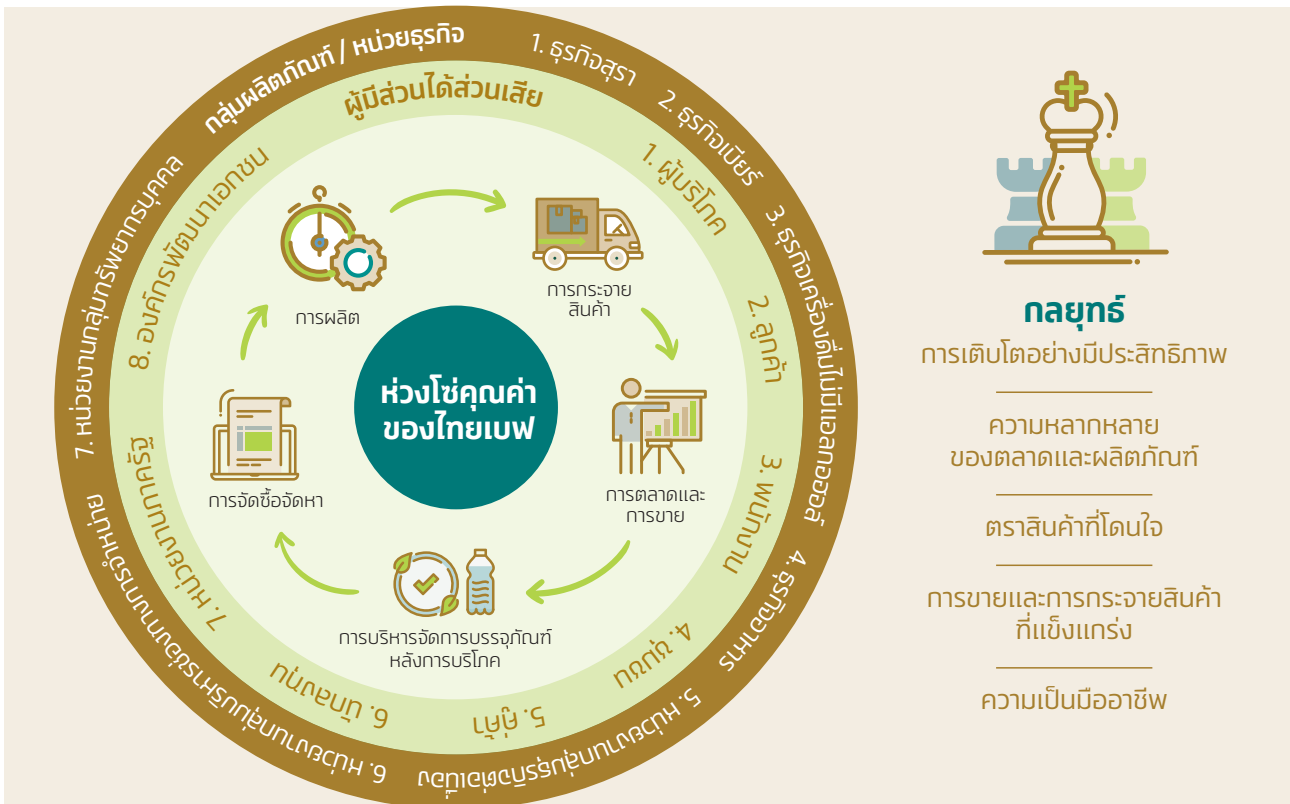 กลุ่มผลิตภัณฑ์ / หน่วยธุรกิจ
1. ธุรกิจสุรา
2. ธุรกิจเบียร์
3. ธุรกิจเครื่องดื่มไม่มีแอลกอฮอล์
4. ธุรกิจอาหาร
5. หน่วยงานกลุ่มธุรกิจต่อเนื่อง
6. หน่วยงานกลุ่มบริหารช่องทางการจำหน่าย
7. หน่วยงานกลุ่มทรัพยากรบุคคล
ผู้มีส่วนได้ส่วนเสีย
1. ผู้บริโภค
2. ลูกค้า
3. พนักงาน
4. ชุมชน
5. คู่ค้า
6. นักลงทุน
7. หน่วยงานภาครัฐ
8. องค์กรพัฒนาเอกชน
การผลิต
การกระจาย
สินค้า
การตลาดและ
การขาย
การบริหารจัดการบรรจุภัณฑ์
หลังการบริโภค
การจัดซื้อจัดหา
ห่วงโซ่คุณค่า
ของไทยเบฟ
กลยุทธ์
การเติบโตอย่างมีประสิทธิภาพ
ความหลากหลาย
ของตลาดและผลิตภัณฑ์
ตราสินค้าที่โดนใจ
การขายและการกระจายสินค้า
ที่แข็งแกร่ง
ความเป็นมืออาชีพ